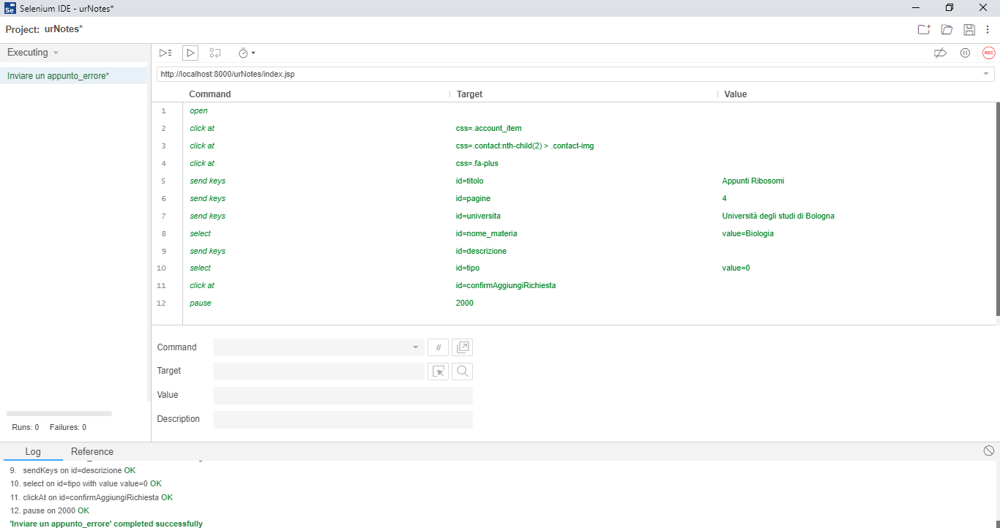 Se Selenium IDE - urNotes*
Project: urNotes*
Executing
Inviare un appunto_errore*
REC
http://localhost:8000/urNotes/index.jsp
Command Target Value
1 open
2 click at css=.account_item
3 click at css=.contact:nth-child(2) > .contact-img
4 click at css=.fa-plus
5 send keys id=titolo Appunti Ribosomi
6 send keys id=pagine 4
7 send keys id=universita Università degli studi di Bologna
8 select id=nome_materia value=Biologia
9 send keys id=descrizione
10 select id=tipo value=0
11 click at id=confirmAggiungiRichiesta
12 pause 2000
Command //
Target
Value
Description
Runs: 0 Failures: 0
Log Reference
9. sendKeys on id=descrizione OK
10. select on id=tipo with value value=0 OK
11. clickAt on id=confirmAggiungiRichiesta OK
12. pause on 2000 OK
'Inviare un appunto_errore' completed successfully